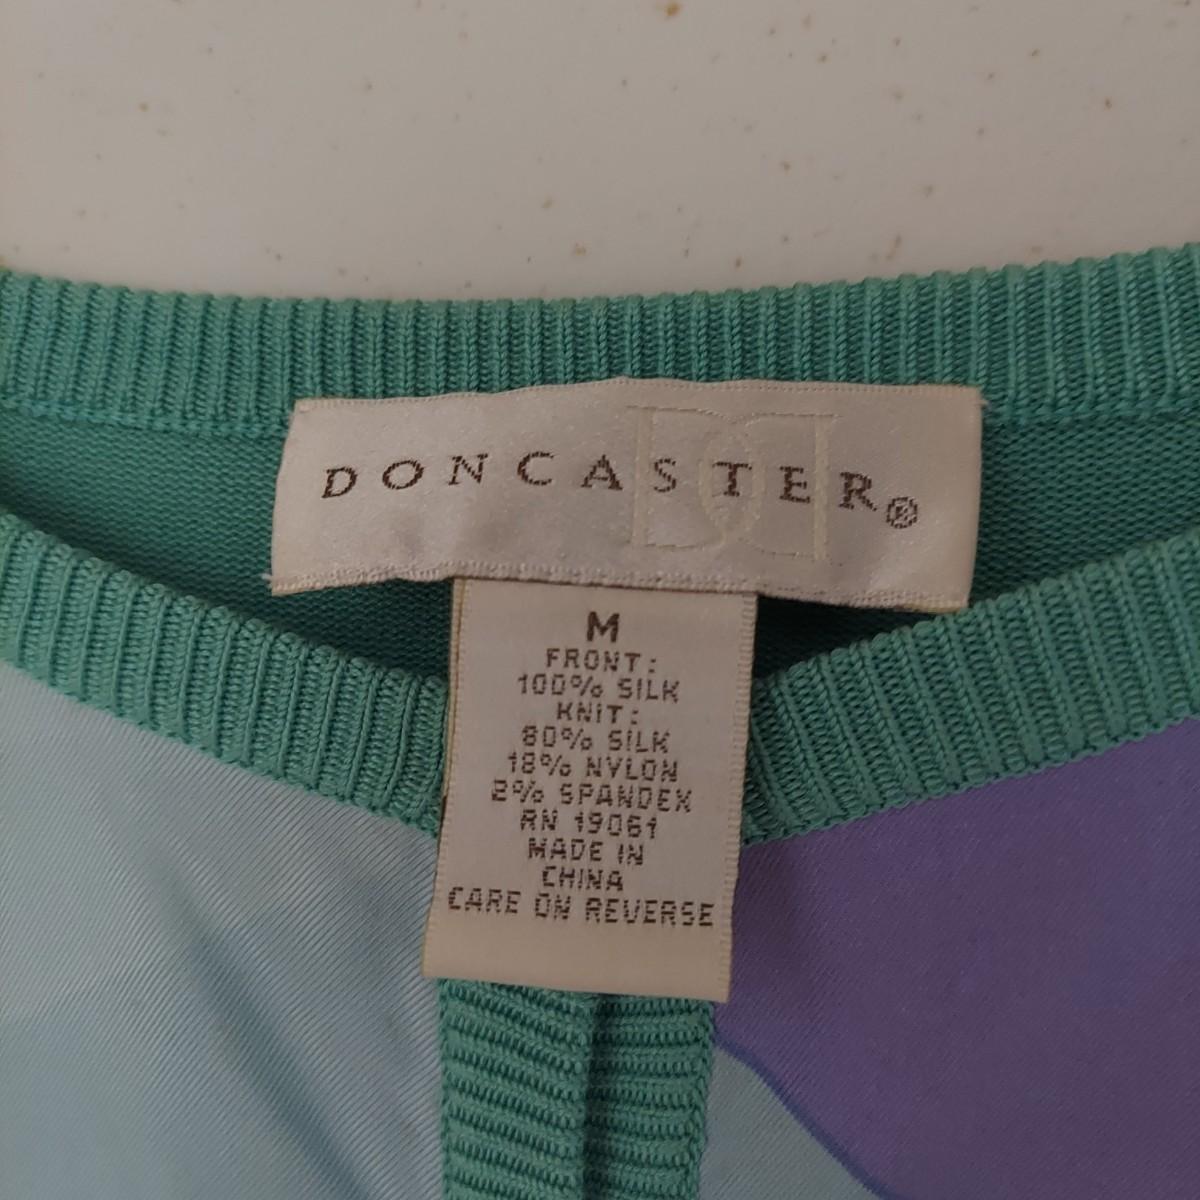 DONCASTER®
M
FRONT:
100% SILK
KNIT:
80% SILK
18% NYLON
2% SPANDEX
RN 19061
MADE IN
CHINA
CARE ON REVERSE